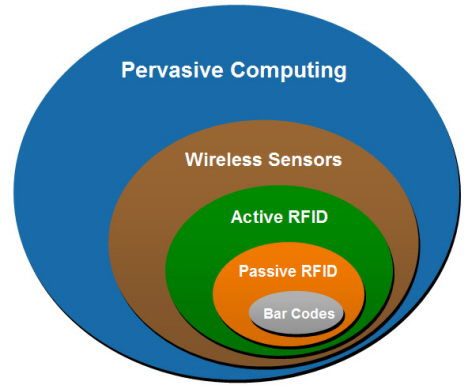 Pervasive Computing
Wireless Sensors
Active RFID
Passive RFID
Bar Codes